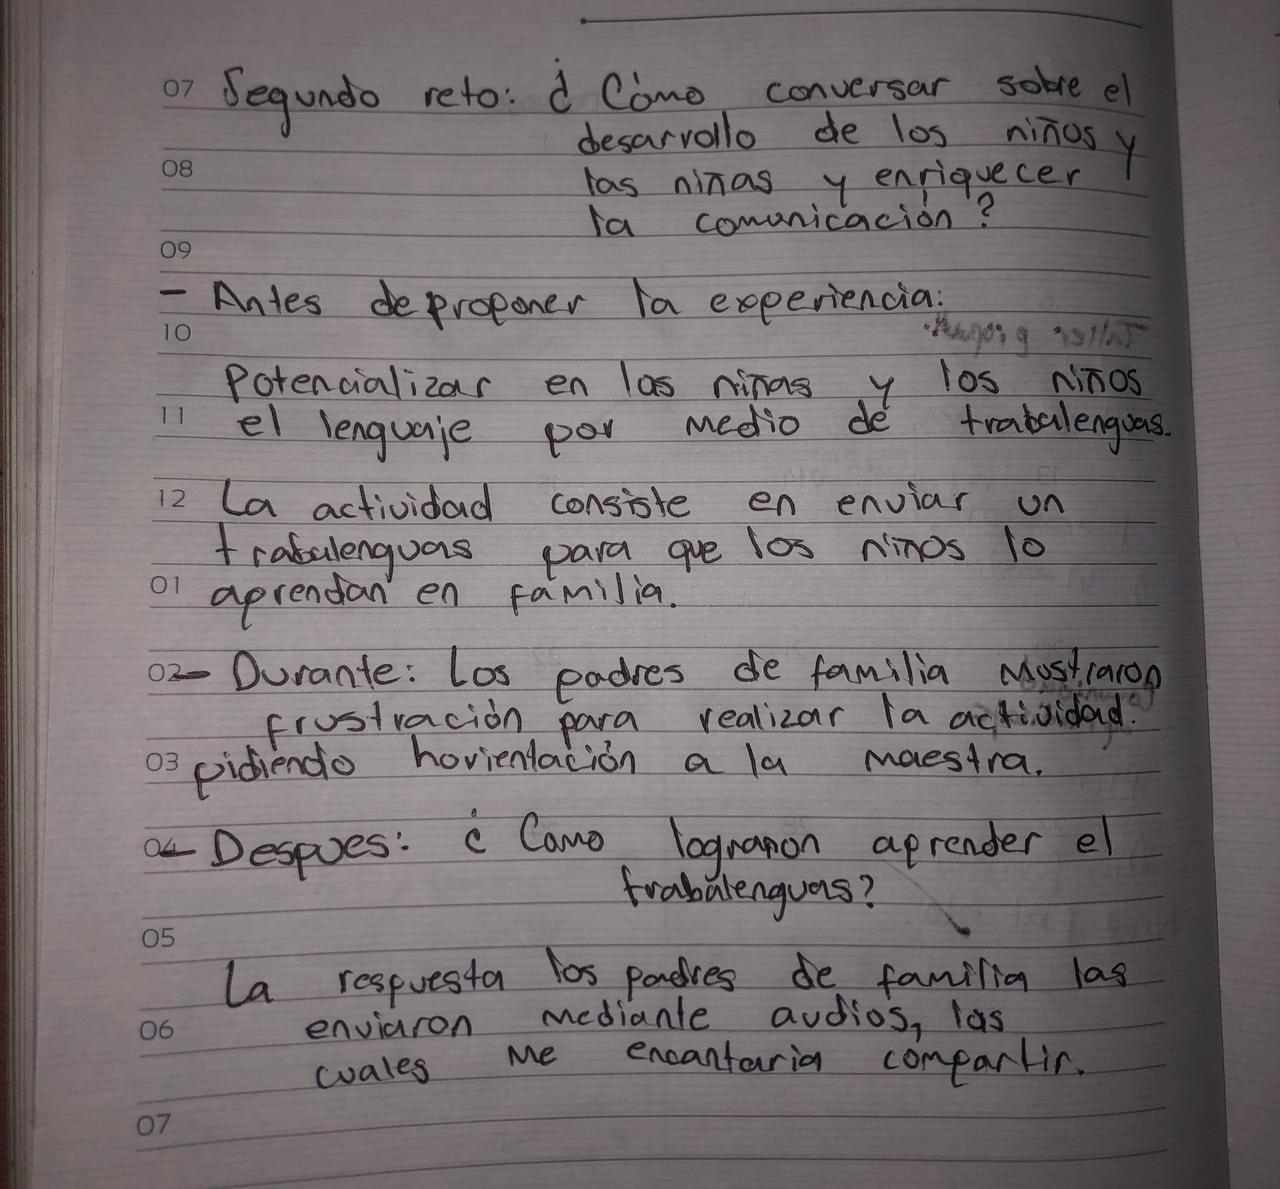 07 Segundo reto: ¿Cómo conversar sobre el
desarrollo de los niños y
08
las niñas y enriquecer
la comunicación?
09
- Antes de proponer la experiencia:
10
Potencializar en las niñas y los niños
11 el lenguaje por medio de trabalenguas.
12 La actividad consiste en enviar un
trabalenguas para que los niños lo
01 aprendan en familia.
02 - Durante: Los padres de familia mostraron
frustración para realizar la actividad.
03 pidiendo horientación a la maestra.
04 - Despues: ¿Como lograron aprender el
trabalenguas?
05
La respuesta los padres de familia las
06 enviaron mediante audios, las
cuales me encantaria compartir.
07